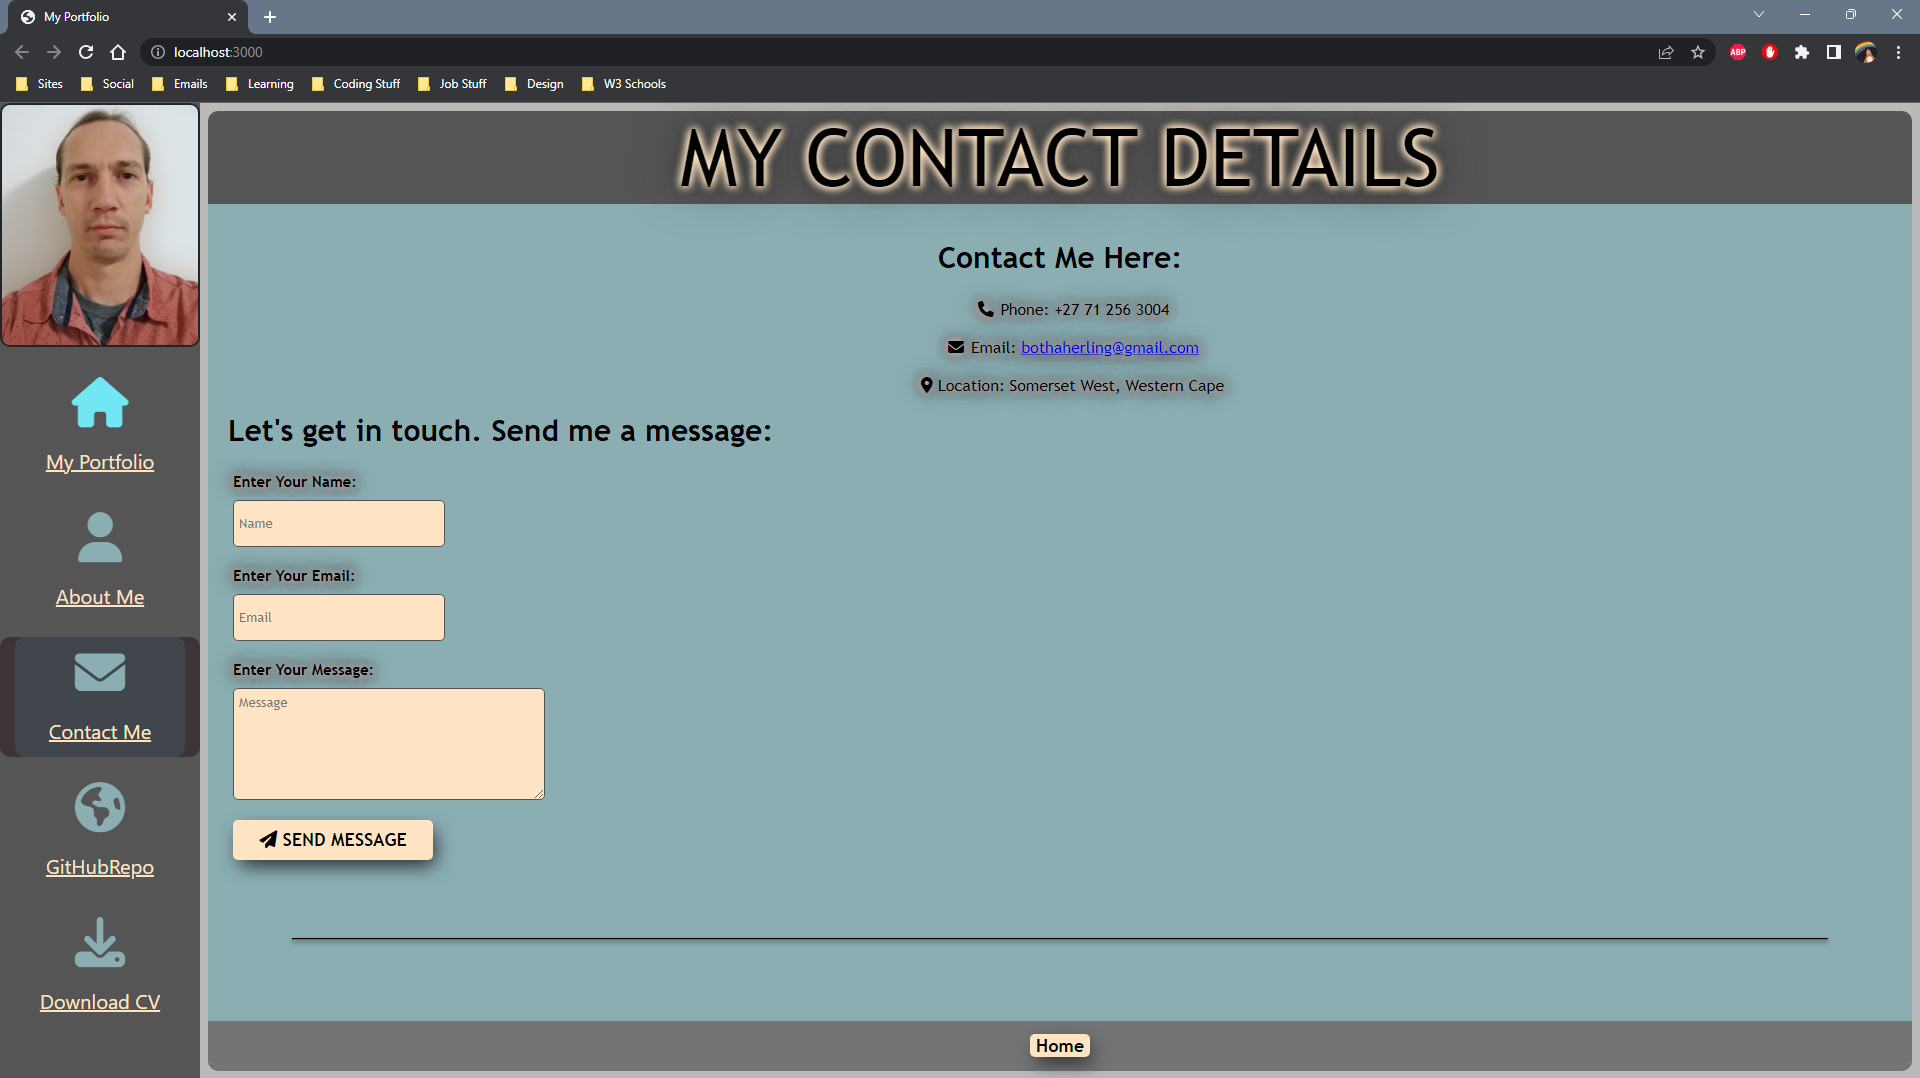 My Portfolio
localhost:3000
ABP
Sites Social Emails Learning Coding Stuff Job Stuff Design W3 Schools
MY CONTACT DETAILS
Contact Me Here:
Phone: +27 71 256 3004
Email: bothaherling@gmail.com
Location: Somerset West, Western Cape
My Portfolio
About Me
Contact Me
GitHubRepo
Download CV
Let's get in touch. Send me a message:
Enter Your Name:
Name
Enter Your Email:
Email
Enter Your Message:
Message
SEND MESSAGE
Home